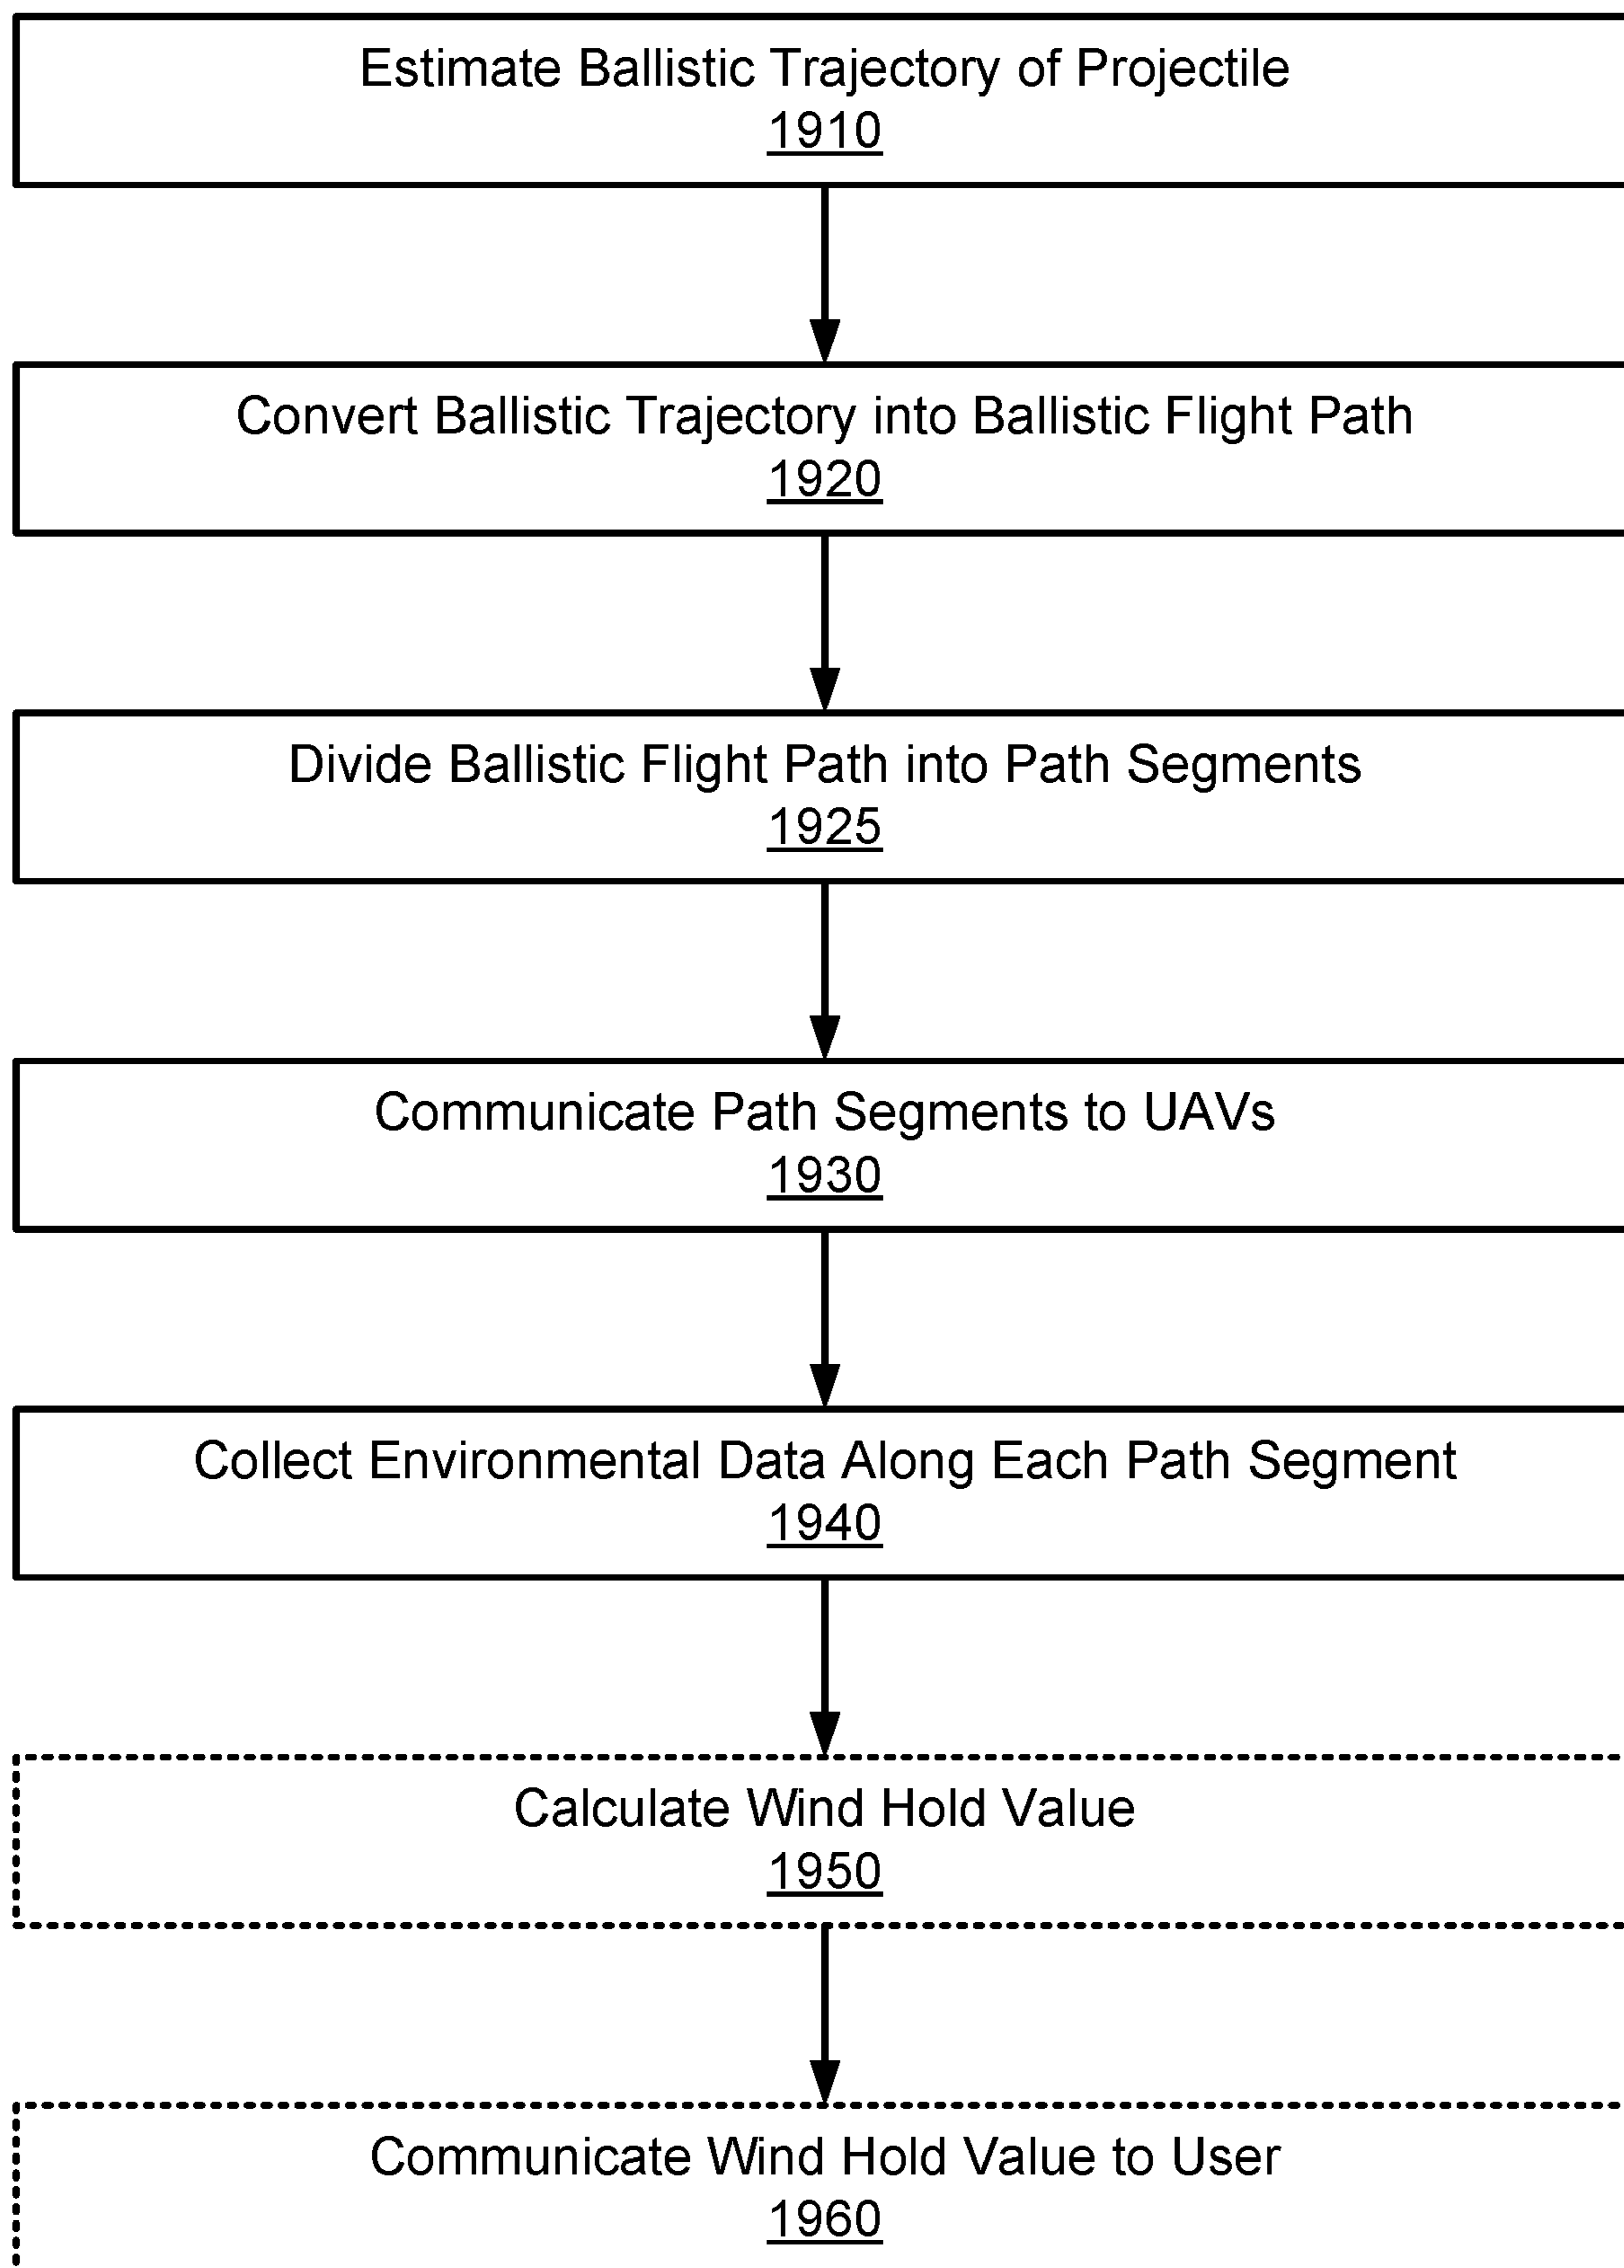 Estimate Ballistic Trajectory of Projectile
1910
Convert Ballistic Trajectory into Ballistic Flight Path
1920
Divide Ballistic Flight Path into Path Segments
1925
Communicate Path Segments to UAVs
1930
Collect Environmental Data Along Each Path Segment
1940
Calculate Wind Hold Value
1950
Communicate Wind Hold Value to User
1960